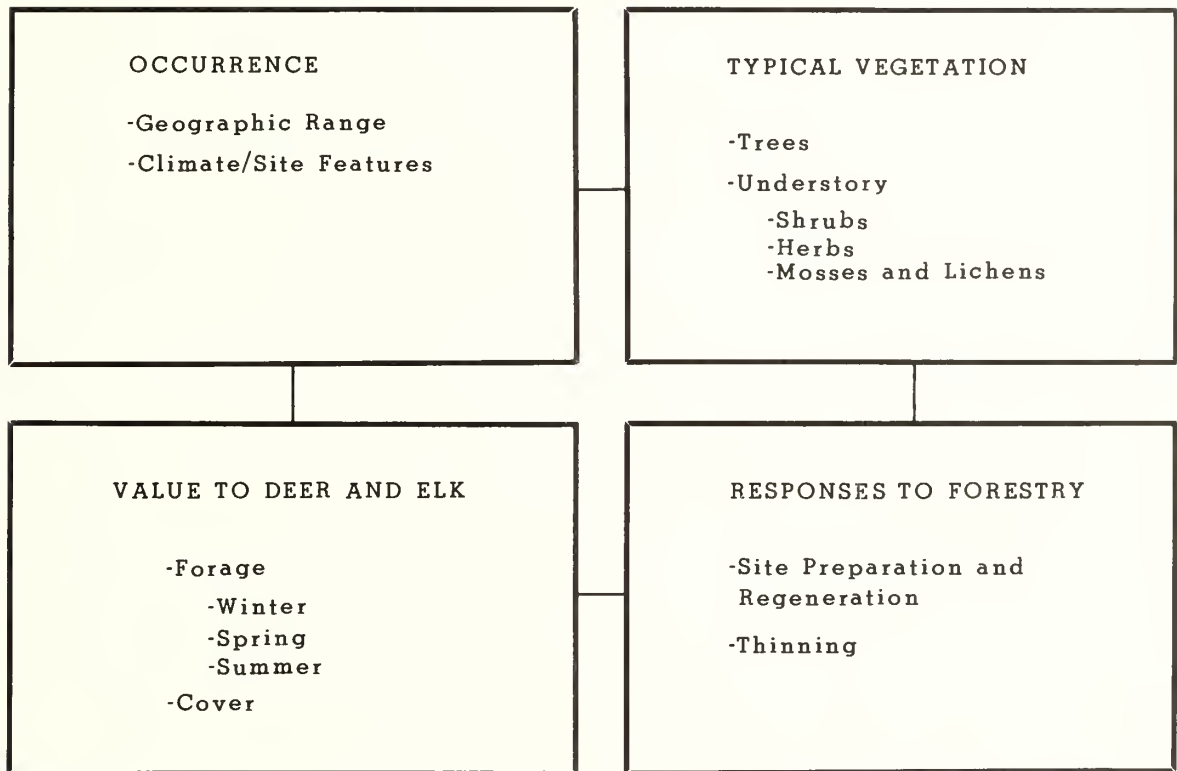 OCCURRENCE
-Geographic Range
-Climate/Site Features
TYPICAL VEGETATION
-Trees
-Understory
-Shrubs
-Herbs
-Mosses and Lichens
VALUE TO DEER AND ELK
-Forage
-Winter
-Spring
-Summer
-Cover
RESPONSES TO FORESTRY
-Site Preparation and
Regeneration
-Thinning